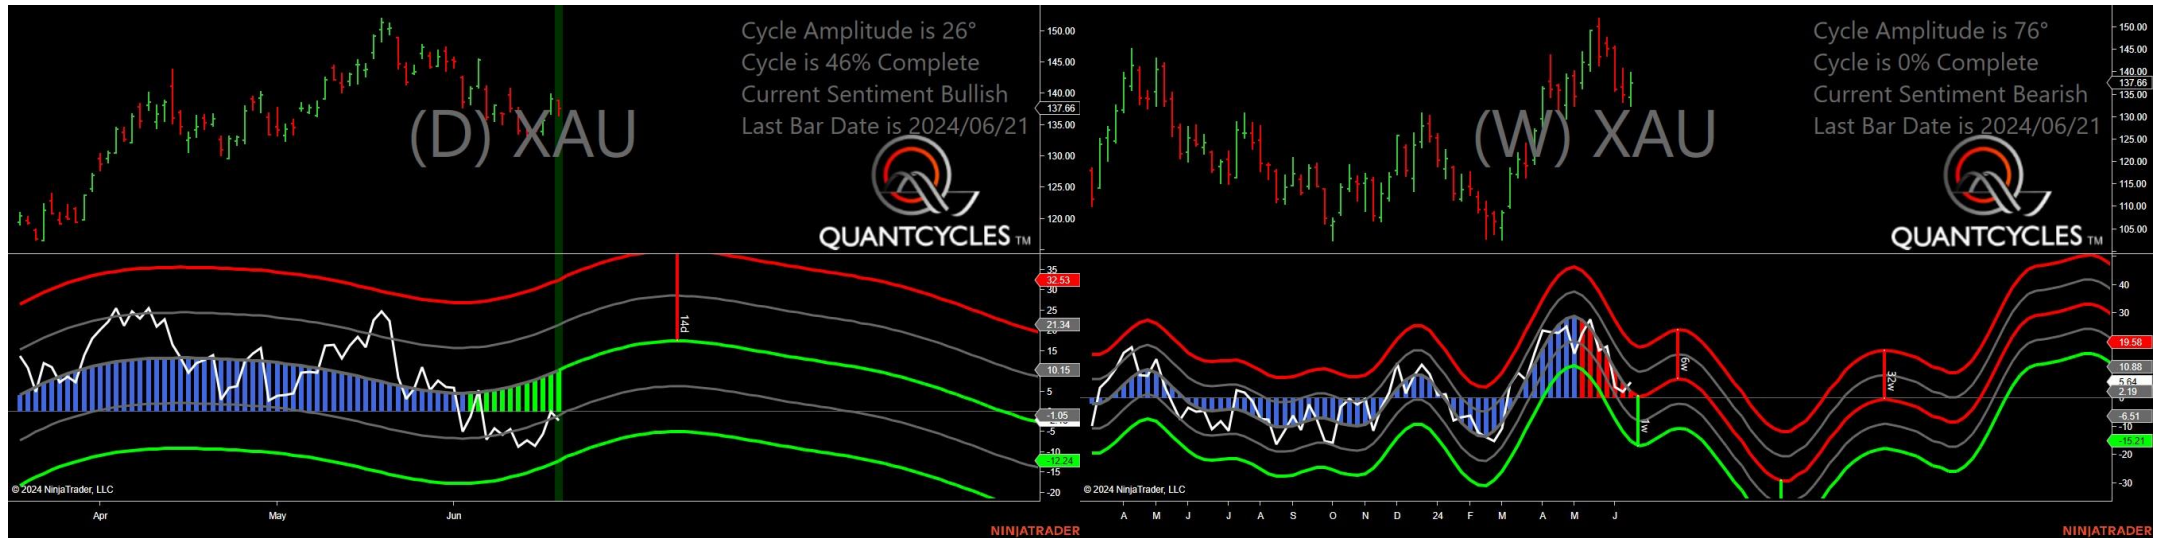 Cycle Amplitude is 26°
Cycle is 46% Complete
Current Sentiment Bullish
Last Bar Date is 2024/06/21
(D) XAU
QUANTCYCLES TM
150.00
145.00
140.00
137.66
135.00
130.00
125.00
120.00
35
32.53
30
25
21.34
15
10.15
5
-1.05
-5
-10
-12.24
-15
-20
14d
© 2024 NinjaTrader, LLC
Apr May Jun
NINJATRADER
Cycle Amplitude is 76°
Cycle is 0% Complete
Current Sentiment Bearish
Last Bar Date is 2024/06/21
(W) XAU
QUANTCYCLES TM
150.00
145.00
140.00
137.66
135.00
130.00
125.00
120.00
115.00
110.00
105.00
40
30
19.58
10.88
5.64
2.19
0
-6.51
-10
-15.21
-20
-30
6w
32w
1w
© 2024 NinjaTrader, LLC
A M J J A S O N D 24 F M A M J
NINJATRADER